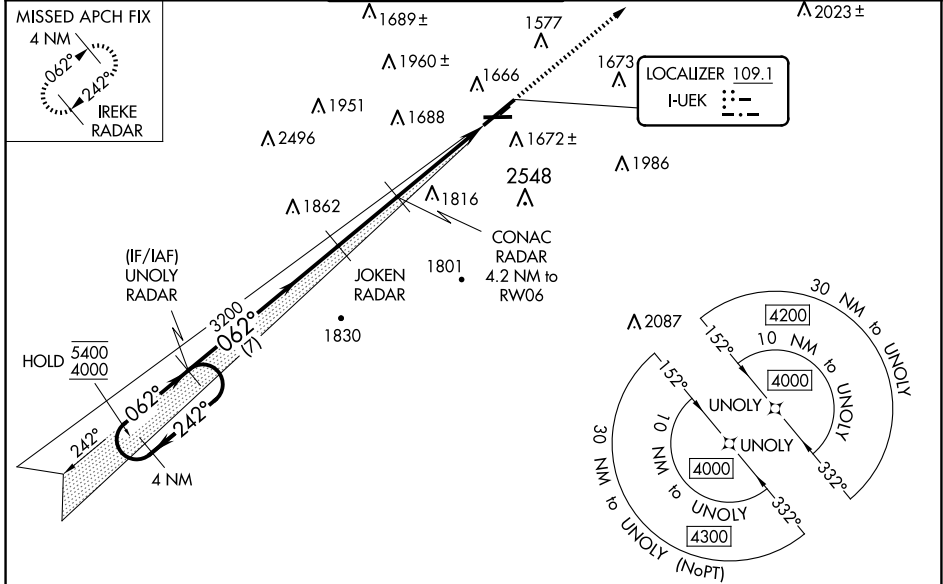 MISSED APCH FIX
4 NM
062°
242°
IREKE
RADAR
1689±
1577
2023±
1960±
1666
1673
LOCALIZER 109.1
I-UEK
1951
1688
2496
1672±
1986
2548
1862
1816
(IF/IAF)
UNOLY
RADAR
JOKEN
RADAR
1801
CONAC
RADAR
4.2 NM to
RW06
1830
3200
062°
(7)
HOLD 5400
4000
062°
242°
242°
4 NM
2087
30 NM to UNOLY
4200
152°
10 NM to UNOLY
4000
UNOLY
332°
152°
UNOLY
10 NM to UNOLY
4000
332°
4300
30 NM to UNOLY (NoPT)